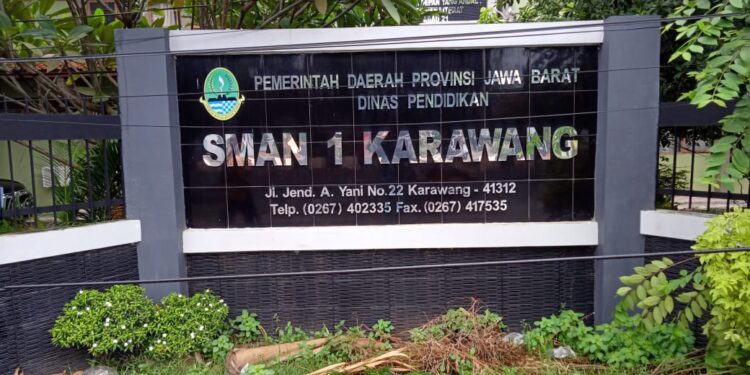 PEMERINTAH DAERAH PROVINSI JAWA BARAT
DINAS PENDIDIKAN
SMAN 1 KARAWANG
Jl. Jend. A. Yani No.22 Karawang - 41312
Telp. (0267) 402335 Fax. (0267) 417535